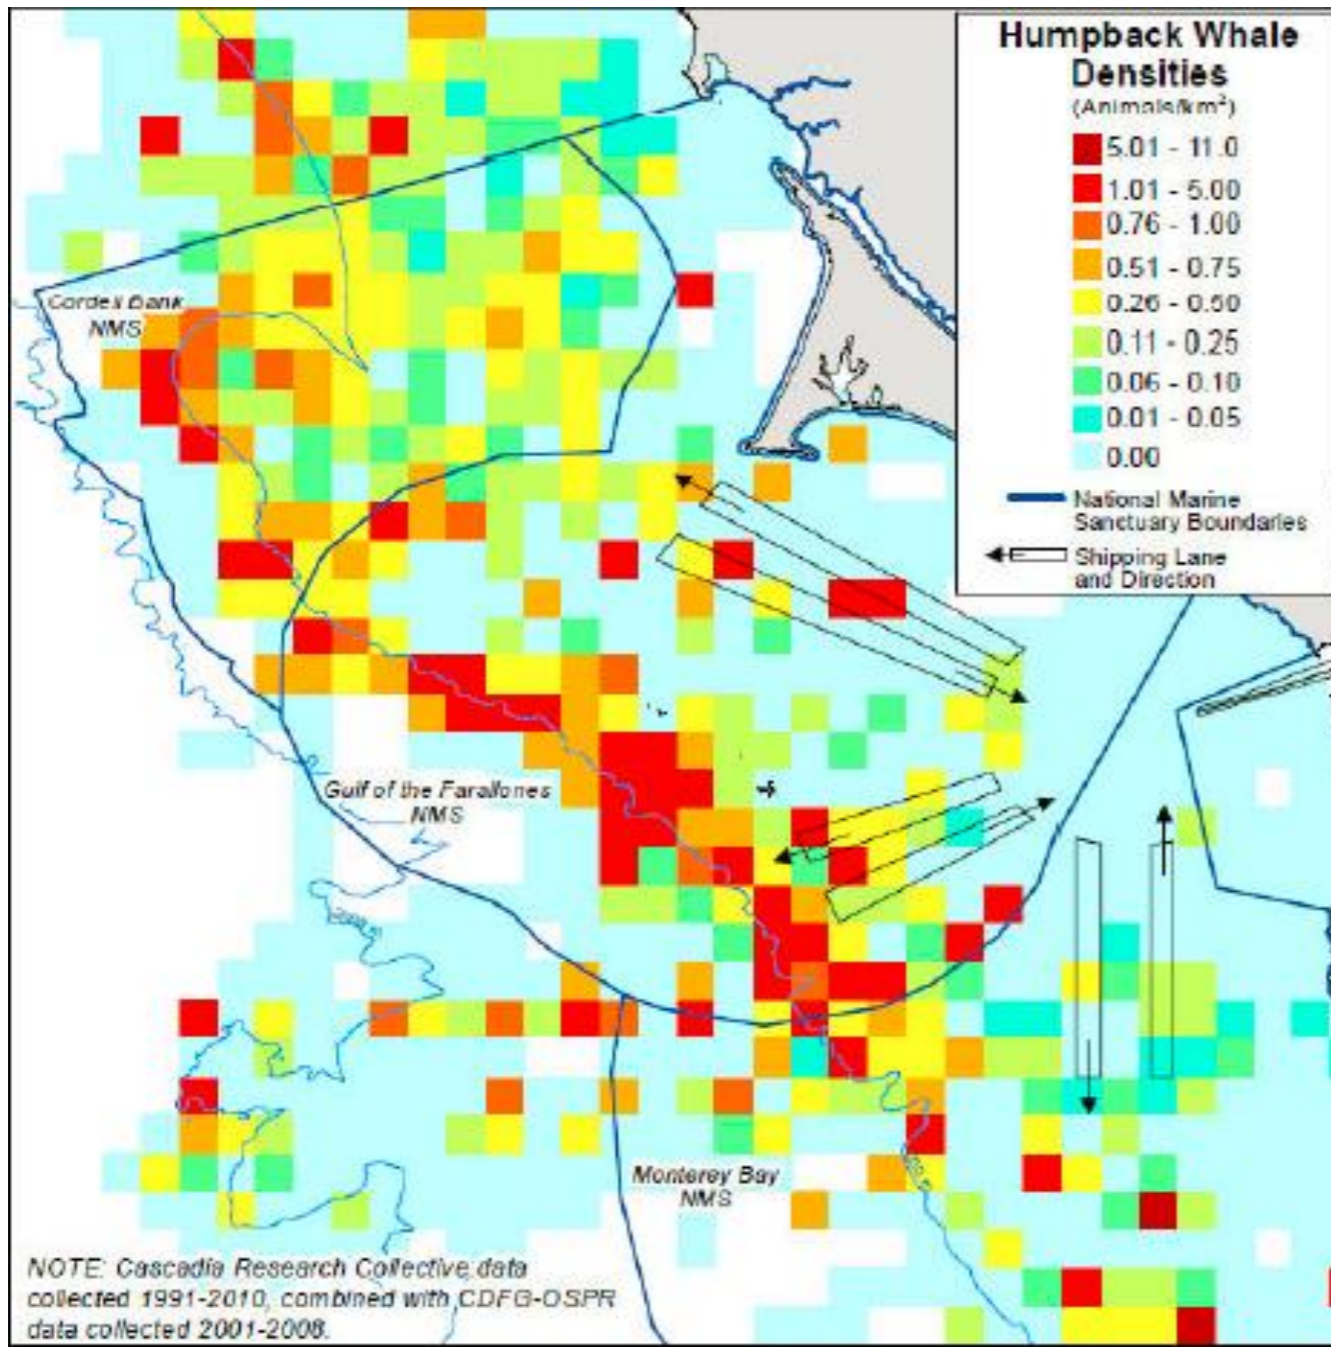 Humpback Whale
Densities
(Animals/km²)
5.01 - 11.0
1.01 - 5.00
0.76 - 1.00
0.51 - 0.75
0.26 - 0.50
0.11 - 0.25
0.06 - 0.10
0.01 - 0.05
0.00
National Marine
Sanctuary Boundaries
Shipping Lane
and Direction
Cordell Bank
NMS
Gulf of the Farallones
NMS
Monterey Bay
NMS
NOTE: Cascadia Research Collective data
collected 1991-2010, combined with CDFG-OSPR
data collected 2001-2008.